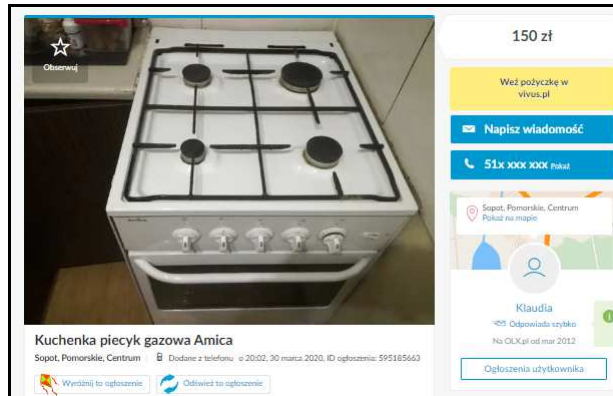 Obserwuj
Kuchenka piecyk gazowa Amica
Sopot, Pomorskie, Centrum
Dodane z telefonu o 20:02, 30 marca 2020, ID ogłoszenia: 595185663
Wyróżnij to ogłoszenie
Odśwież to ogłoszenie
150 zł
Weź pożyczkę w
vivus.pl
Napisz wiadomość
51x xxx xxx Pokaż
Sopot, Pomorskie, Centrum
Pokaż na mapie
Klaudia
Odpowiada szybko
Na OLX.pl od mar 2012
Ogłoszenia użytkownika